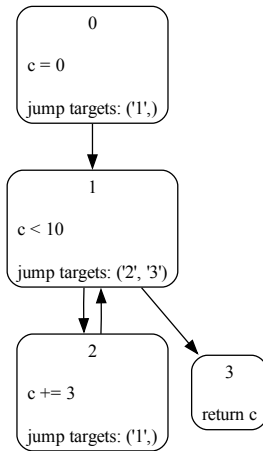 0
c = 0
jump targets: ('1',)
1
c < 10
jump targets: ('2', '3')
2
c += 3
jump targets: ('1',)
3
return c